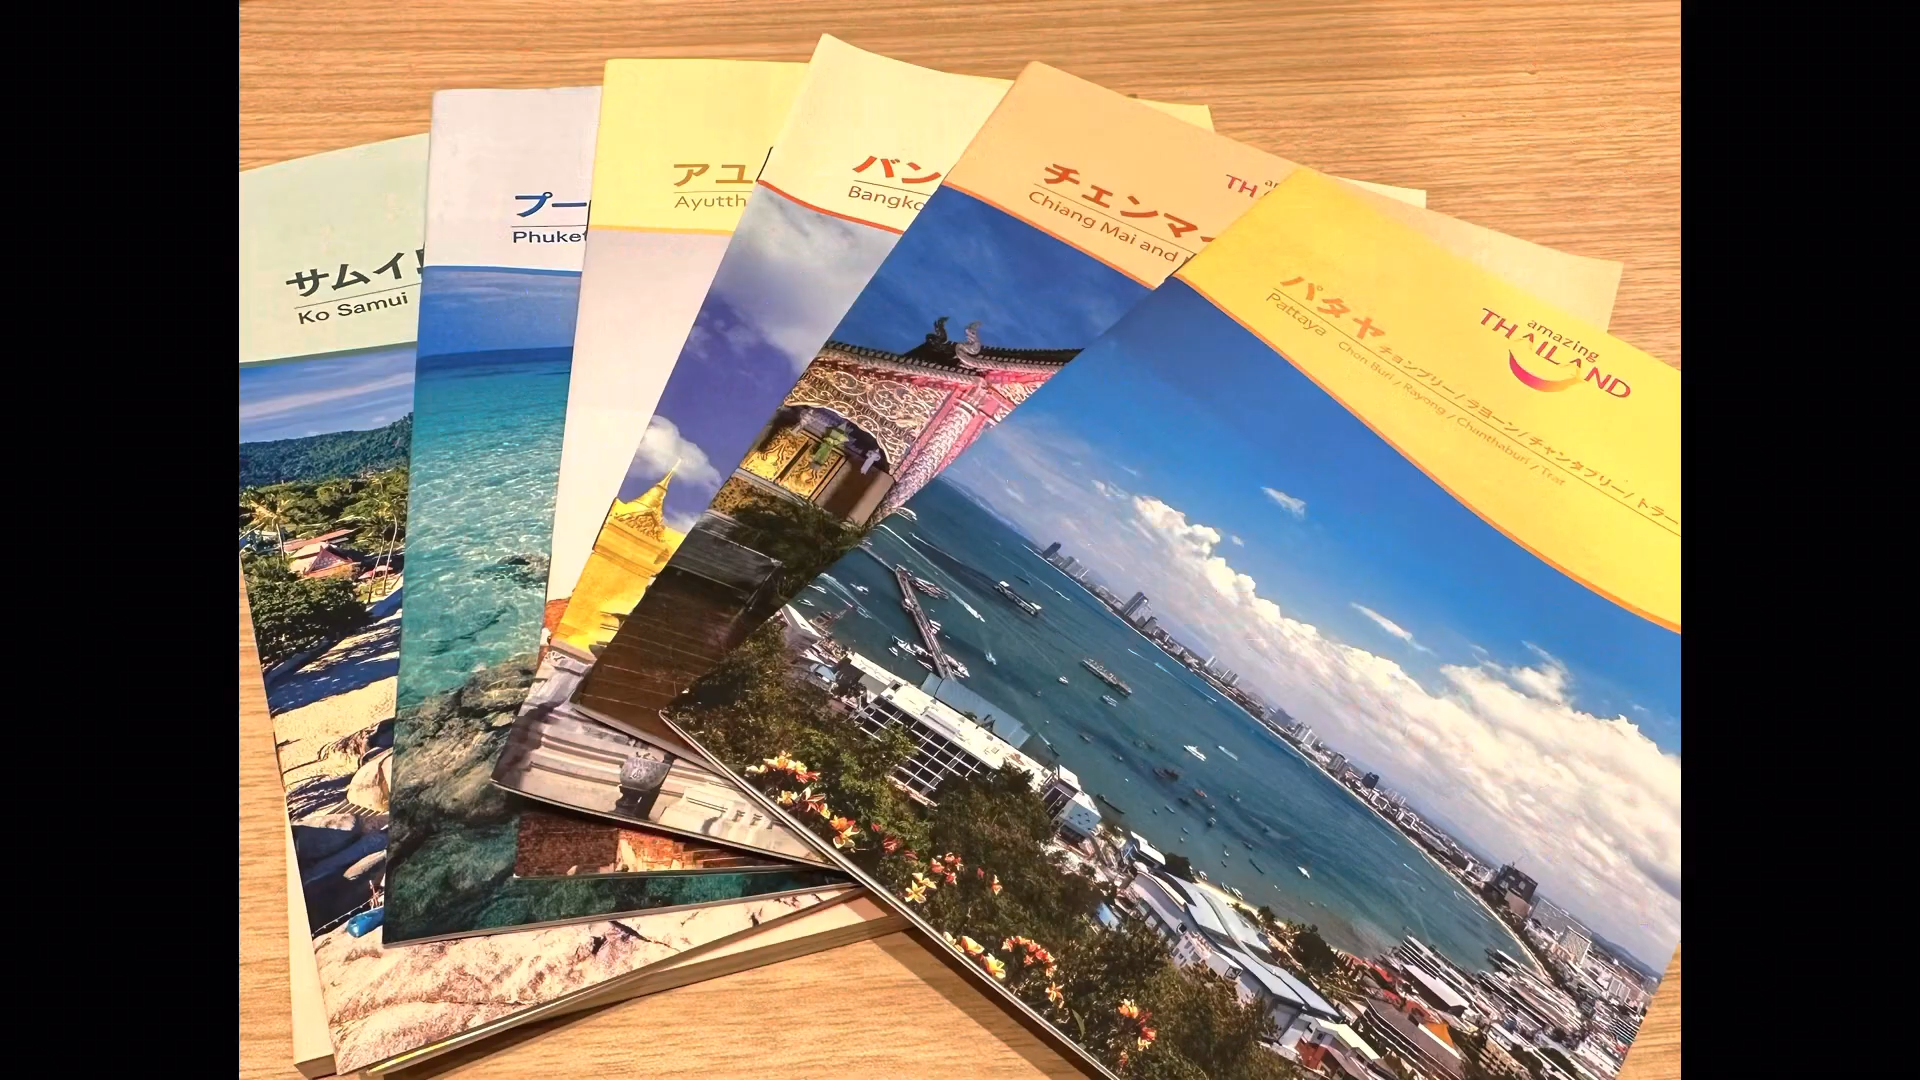 サムイ
Ko Samui
プー
Phuket
アユ
Ayutth
バン
Bangko
チェンマイ
Chiang Mai and
TH
パタヤ チョンブリー / ラヨーン / チャンタブリー / トラー
Pattaya Chon Buri / Rayong / Chanthaburi / Trat
amazing
THAILAND